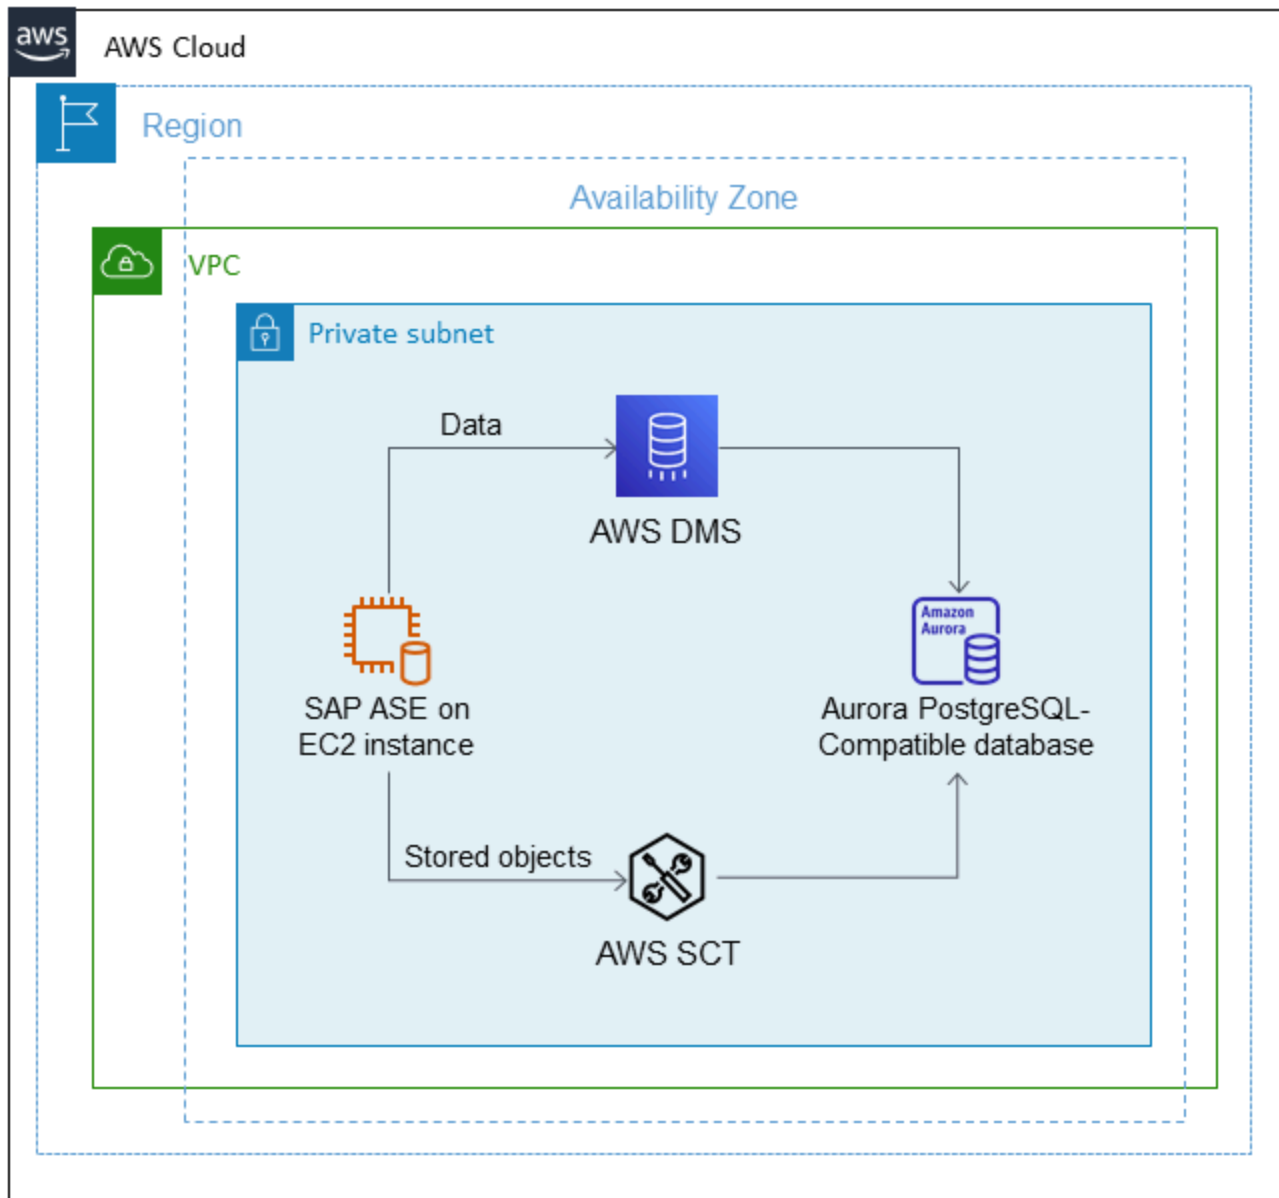 aws
AWS Cloud
Region
Availability Zone
VPC
Private subnet
Data
AWS DMS
Amazon
Aurora
SAP ASE on
EC2 instance
Aurora PostgreSQL-
Compatible database
Stored objects
AWS SCT